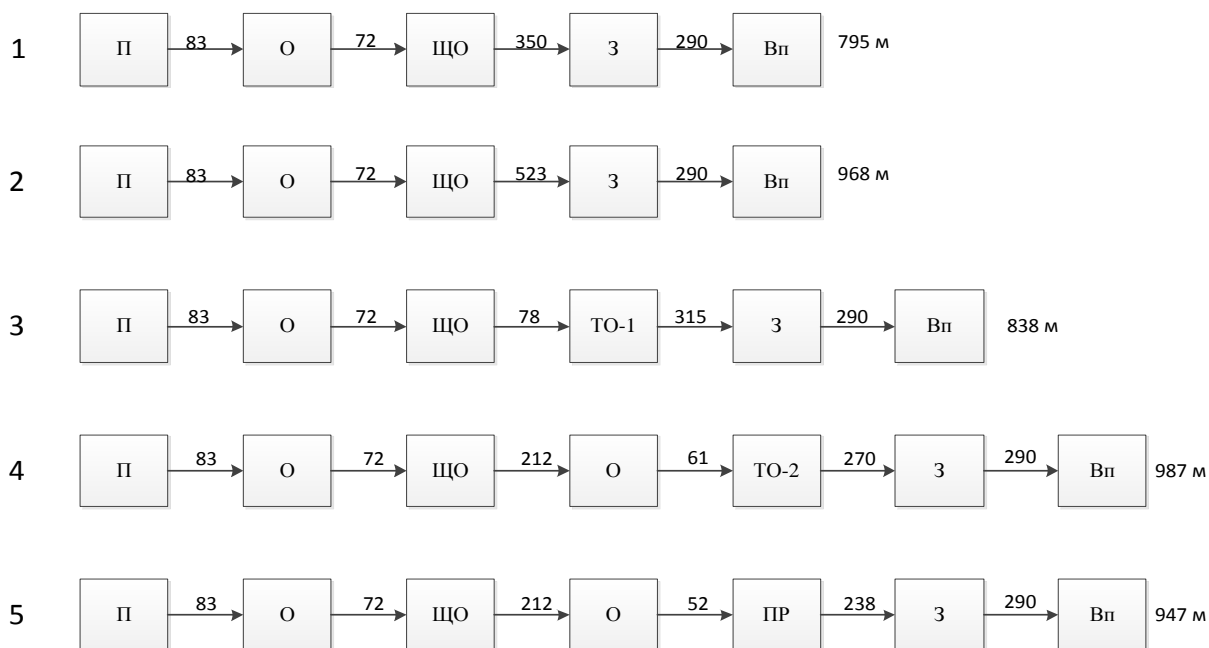 1 П 83 О 72 ЩО 350 З 290 Вп 795 м
2 П 83 О 72 ЩО 523 З 290 Вп 968 м
3 П 83 О 72 ЩО 78 ТО-1 315 З 290 Вп 838 м
4 П 83 О 72 ЩО 212 О 61 ТО-2 270 З 290 Вп 987 м
5 П 83 О 72 ЩО 212 О 52 ПР 238 З 290 Вп 947 м